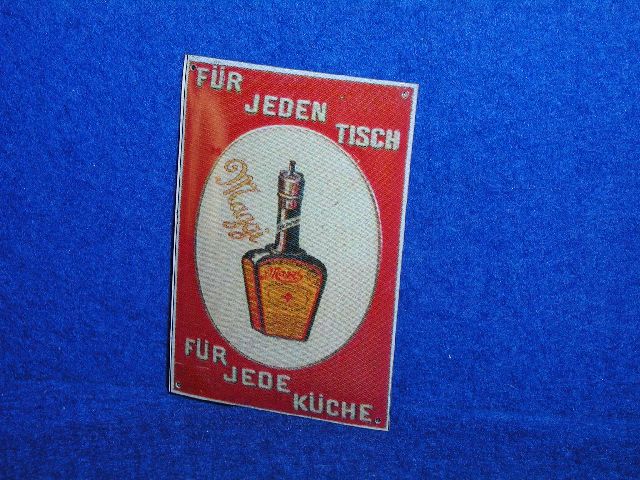 FÜR
JEDEN
TISCH
Maggi
FÜR
JEDE
KÜCHE